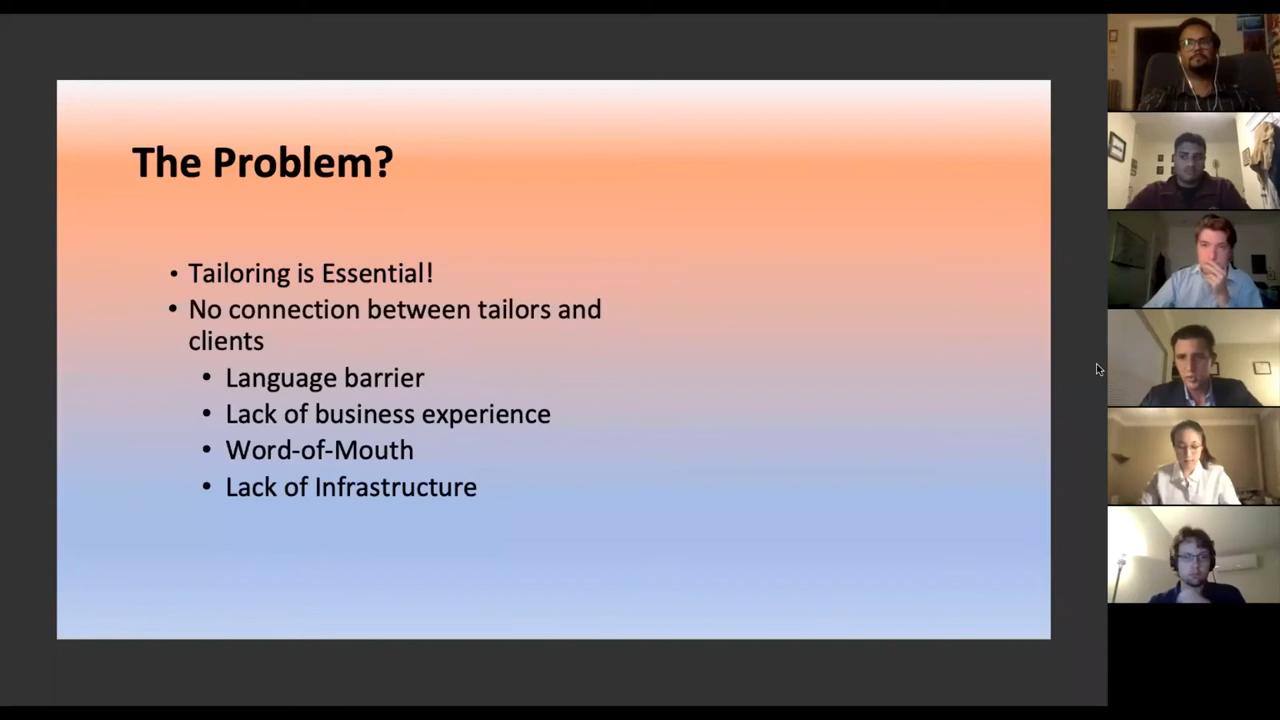 The Problem?
• Tailoring is Essential!
• No connection between tailors and
clients
• Language barrier
• Lack of business experience
• Word-of-Mouth
• Lack of Infrastructure